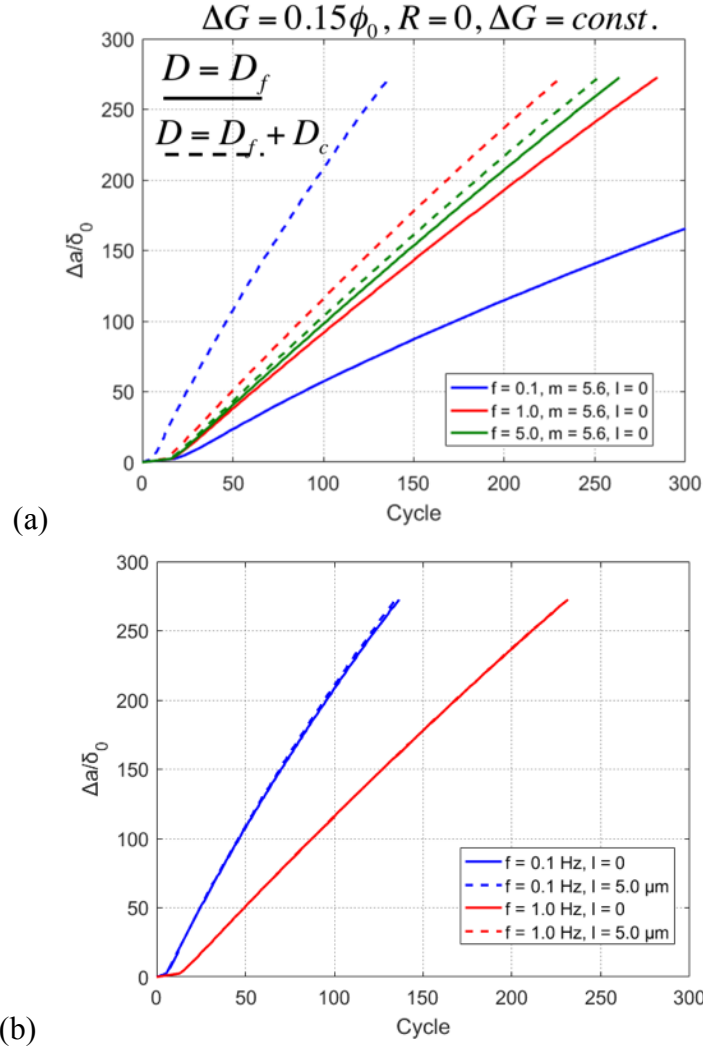 ΔG = 0.15ϕ₀, R = 0, ΔG = const.
300
D = D_f
250
D = D_f + D_c
200
Δa/δ₀
150
100
50
f = 0.1, m = 5.6, l = 0
f = 1.0, m = 5.6, l = 0
f = 5.0, m = 5.6, l = 0
0
0 50 100 150 200 250 300
Cycle
(a)
300
250
200
Δa/δ₀
150
100
50
f = 0.1 Hz, l = 0
f = 0.1 Hz, l = 5.0 μm
f = 1.0 Hz, l = 0
f = 1.0 Hz, l = 5.0 μm
0
0 50 100 150 200 250 300
Cycle
(b)